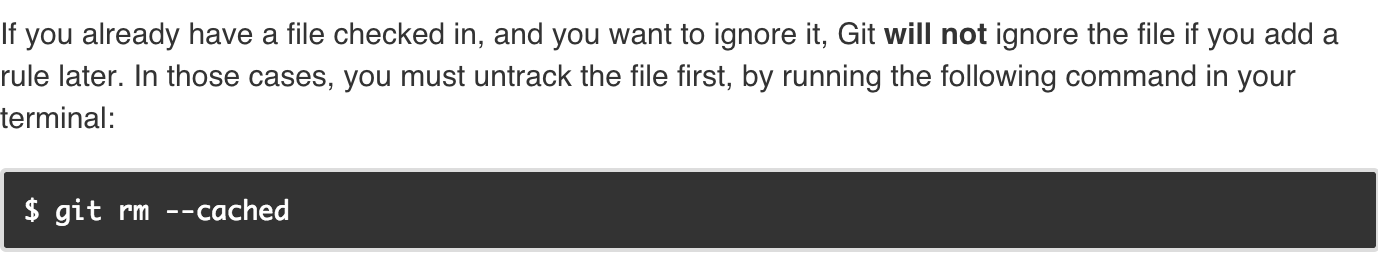 If you already have a file checked in, and you want to ignore it, Git will not ignore the file if you add a
rule later. In those cases, you must untrack the file first, by running the following command in your
terminal:
$ git rm --cached